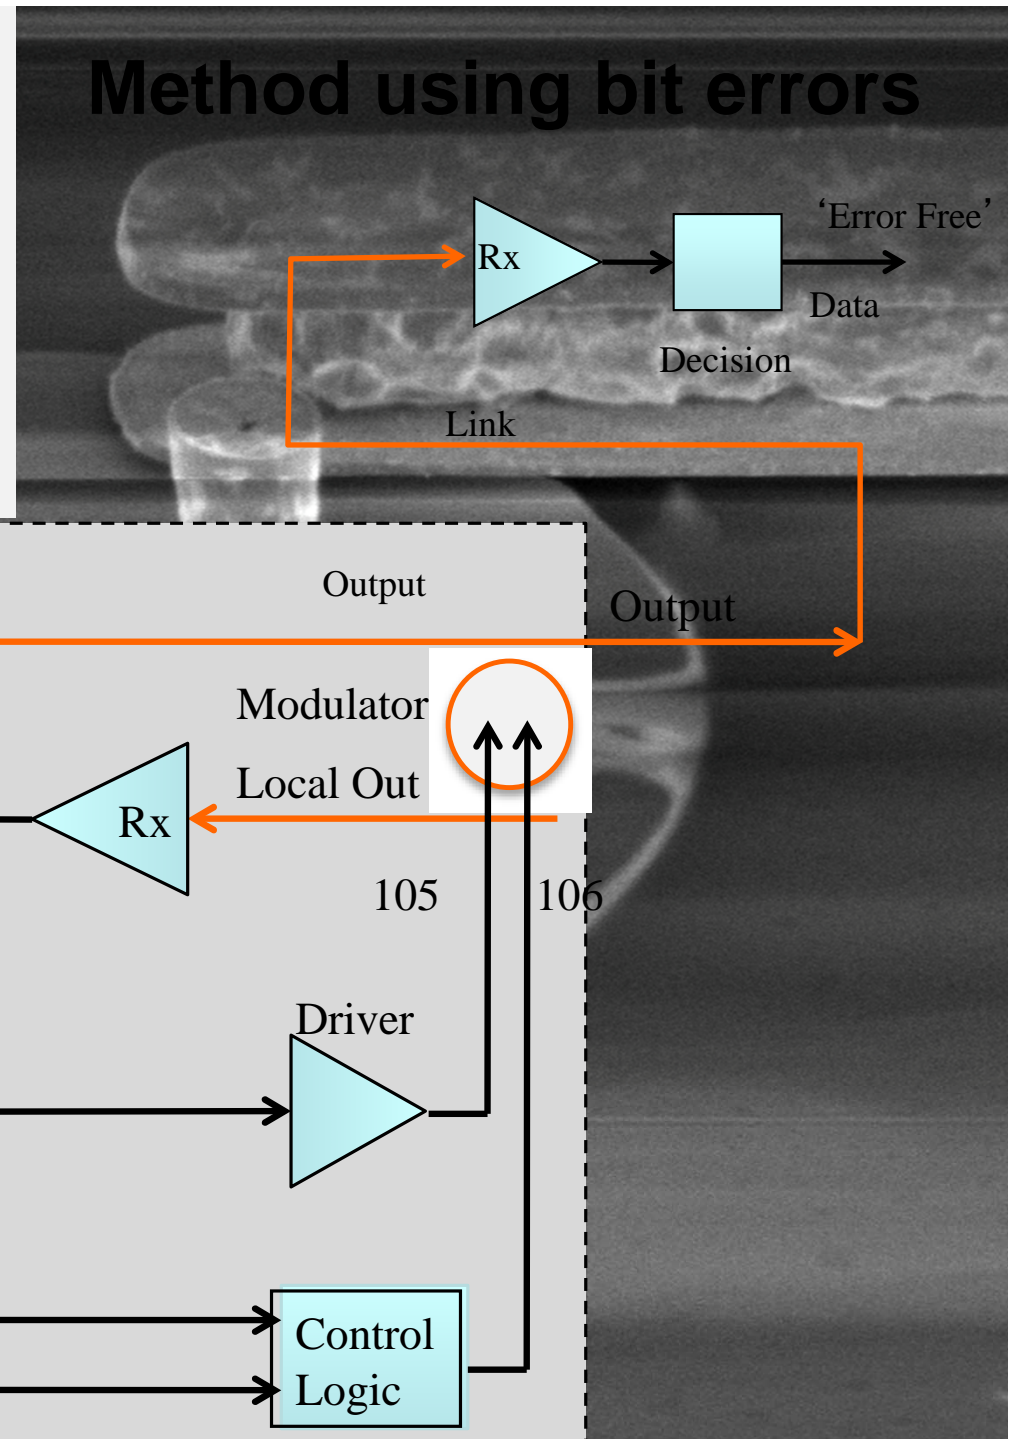 Method using bit errors
‘Error Free’
Rx
Data
Decision
Link
Output
Output
Modulator
Local Out
Rx
105
106
Driver
Control
Logic